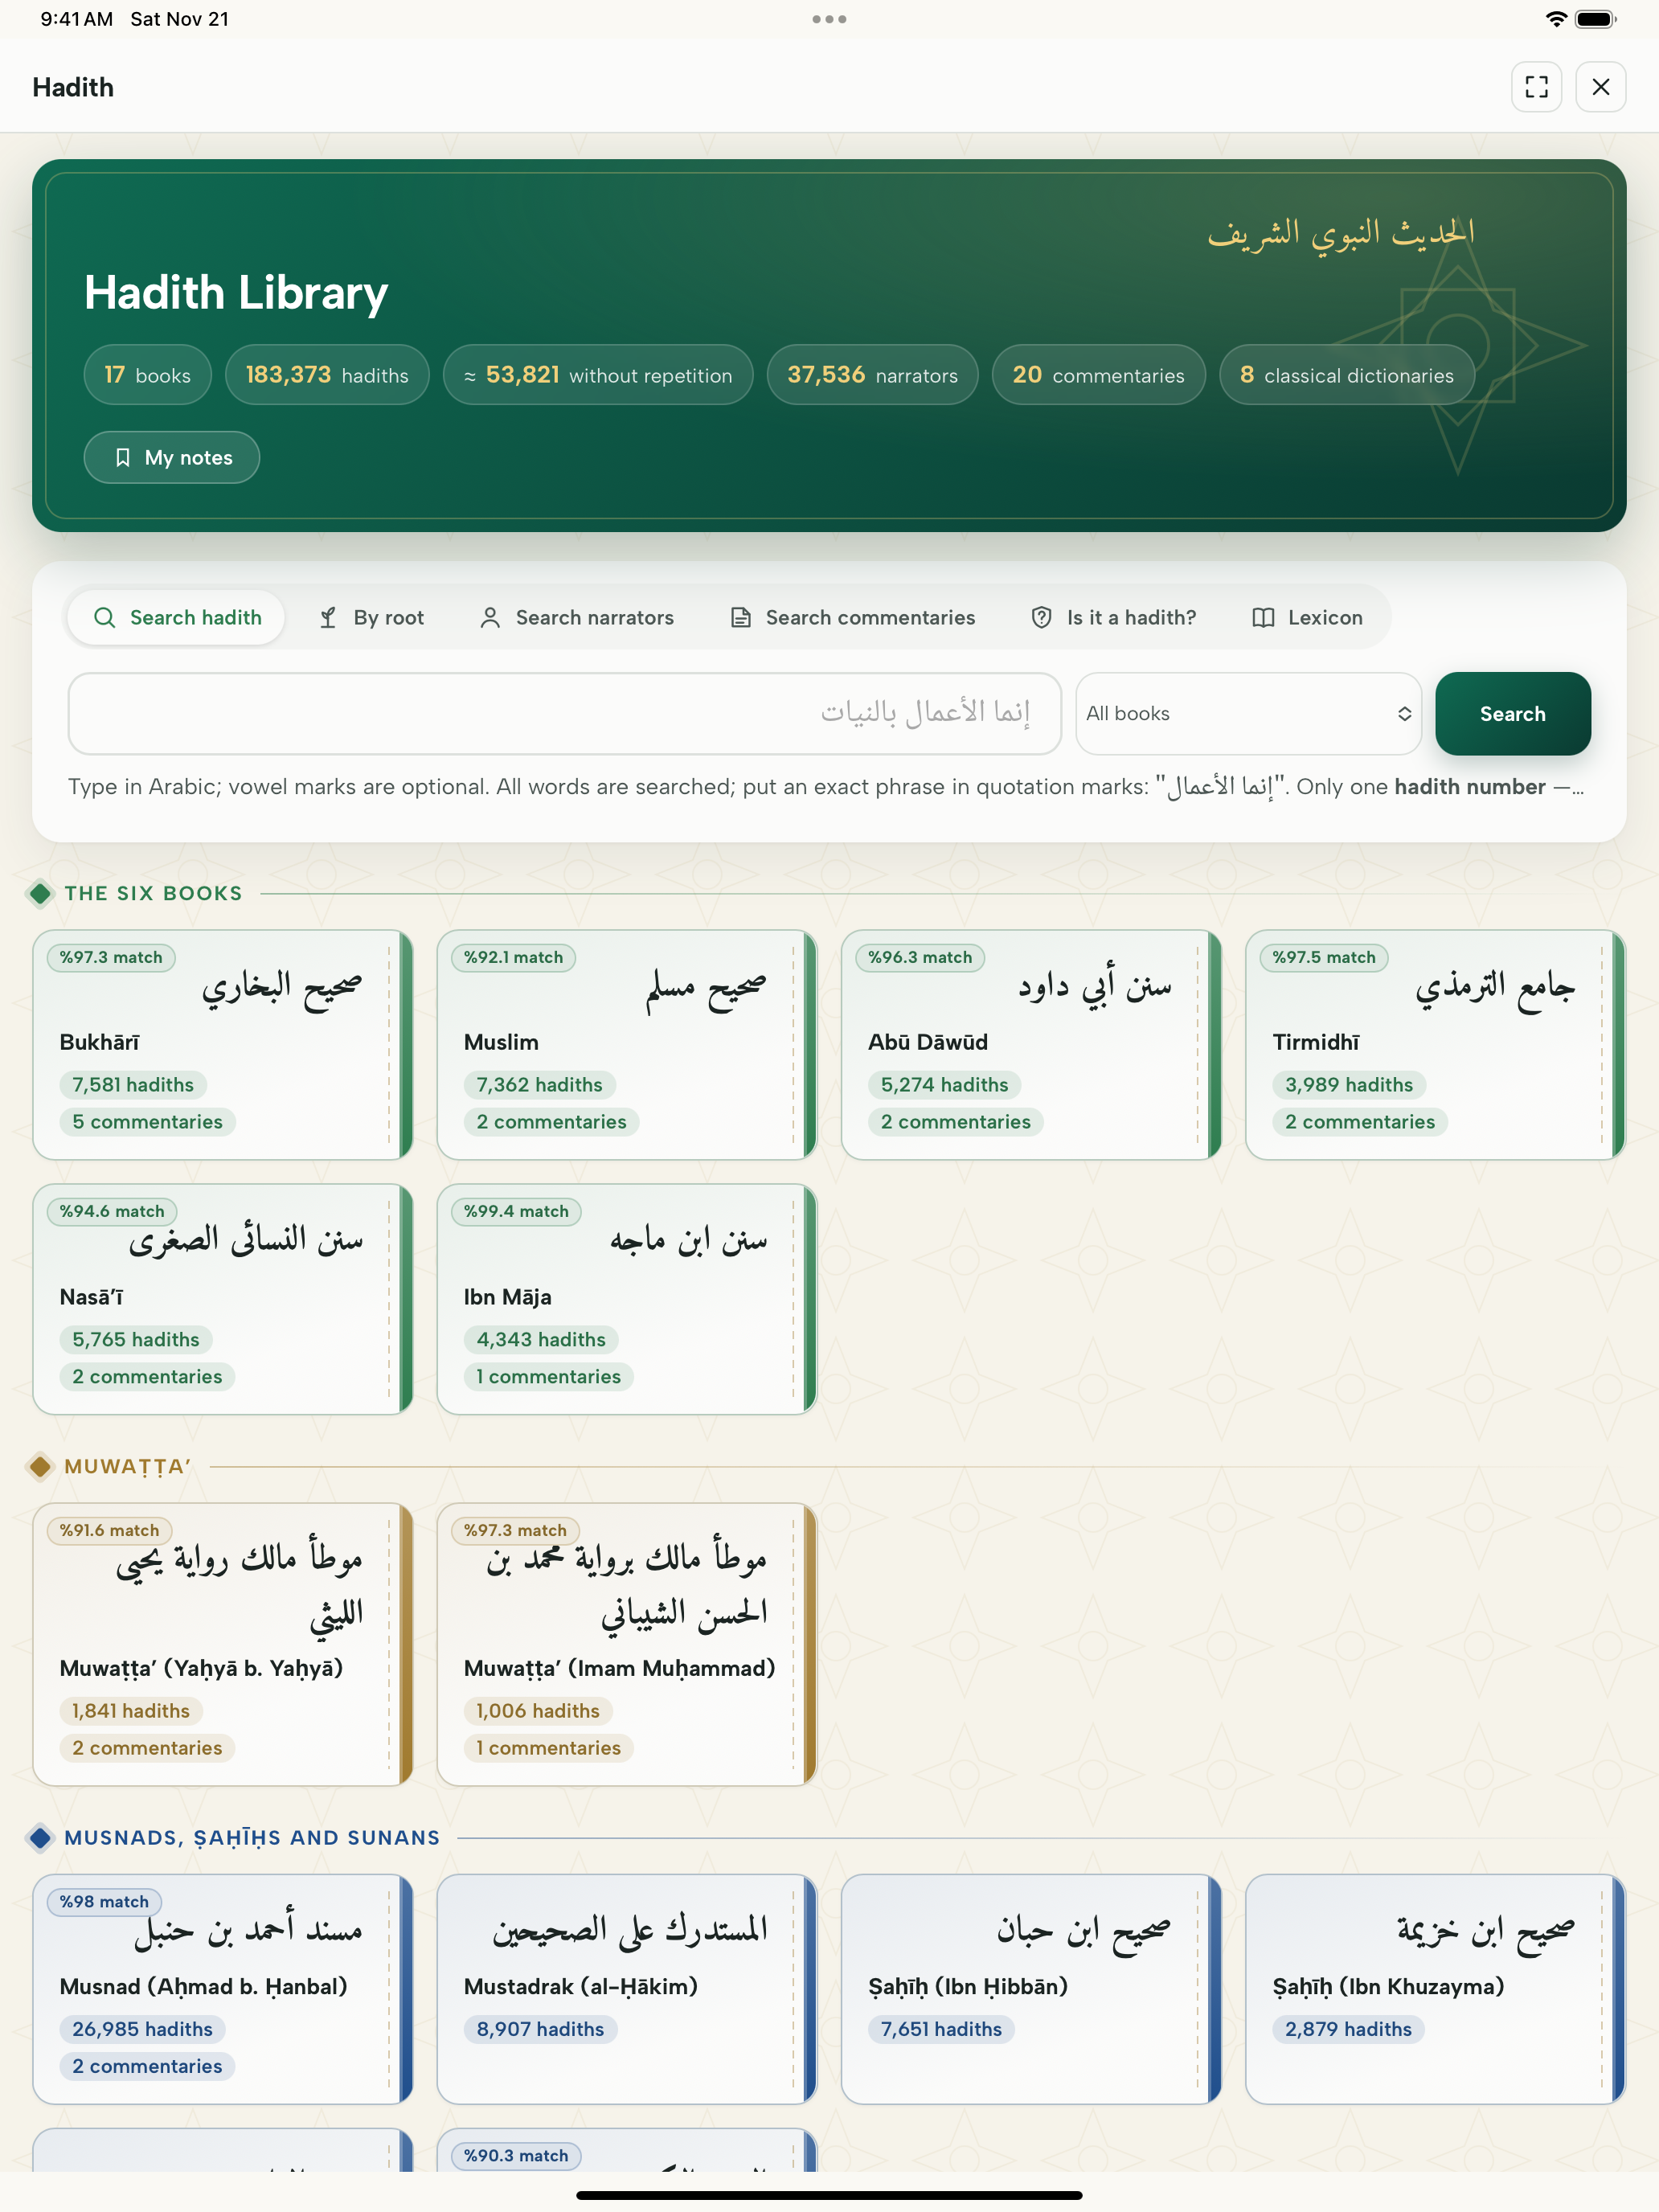 9:41 AM Sat Nov 21
Hadith
الحديث النبوي الشريف
Hadith Library
17 books
183,373 hadiths
≈ 53,821 without repetition
37,536 narrators
20 commentaries
8 classical dictionaries
My notes
Search hadith
By root
Search narrators
Search commentaries
Is it a hadith?
Lexicon
إنما الأعمال بالنيات
All books
Search
Type in Arabic; vowel marks are optional. All words are searched; put an exact phrase in quotation marks: "إنما الأعمال". Only one hadith number —…
THE SIX BOOKS
%97.3 match
صحيح البخاري
Bukhārī
7,581 hadiths
5 commentaries
%92.1 match
صحيح مسلم
Muslim
7,362 hadiths
2 commentaries
%96.3 match
سنن أبي داود
Abū Dāwūd
5,274 hadiths
2 commentaries
%97.5 match
جامع الترمذي
Tirmidhī
3,989 hadiths
2 commentaries
%94.6 match
سنن النسائى الصغرى
Nasā’ī
5,765 hadiths
2 commentaries
%99.4 match
سنن ابن ماجه
Ibn Māja
4,343 hadiths
1 commentaries
MUWAṬṬA’
%91.6 match
موطأ مالك رواية يحيى
الليثي
Muwaṭṭa’ (Yaḥyā b. Yaḥyā)
1,841 hadiths
2 commentaries
%97.3 match
موطأ مالك برواية محمد بن
الحسن الشيباني
Muwaṭṭa’ (Imam Muḥammad)
1,006 hadiths
1 commentaries
MUSNADS, ṢAḤĪḤS AND SUNANS
%98 match
مسند أحمد بن حنبل
Musnad (Aḥmad b. Ḥanbal)
26,985 hadiths
2 commentaries
المستدرك على الصحيحين
Mustadrak (al-Ḥākim)
8,907 hadiths
صحيح ابن حبان
Ṣaḥīḥ (Ibn Ḥibbān)
7,651 hadiths
صحيح ابن خزيمة
Ṣaḥīḥ (Ibn Khuzayma)
2,879 hadiths
%90.3 match